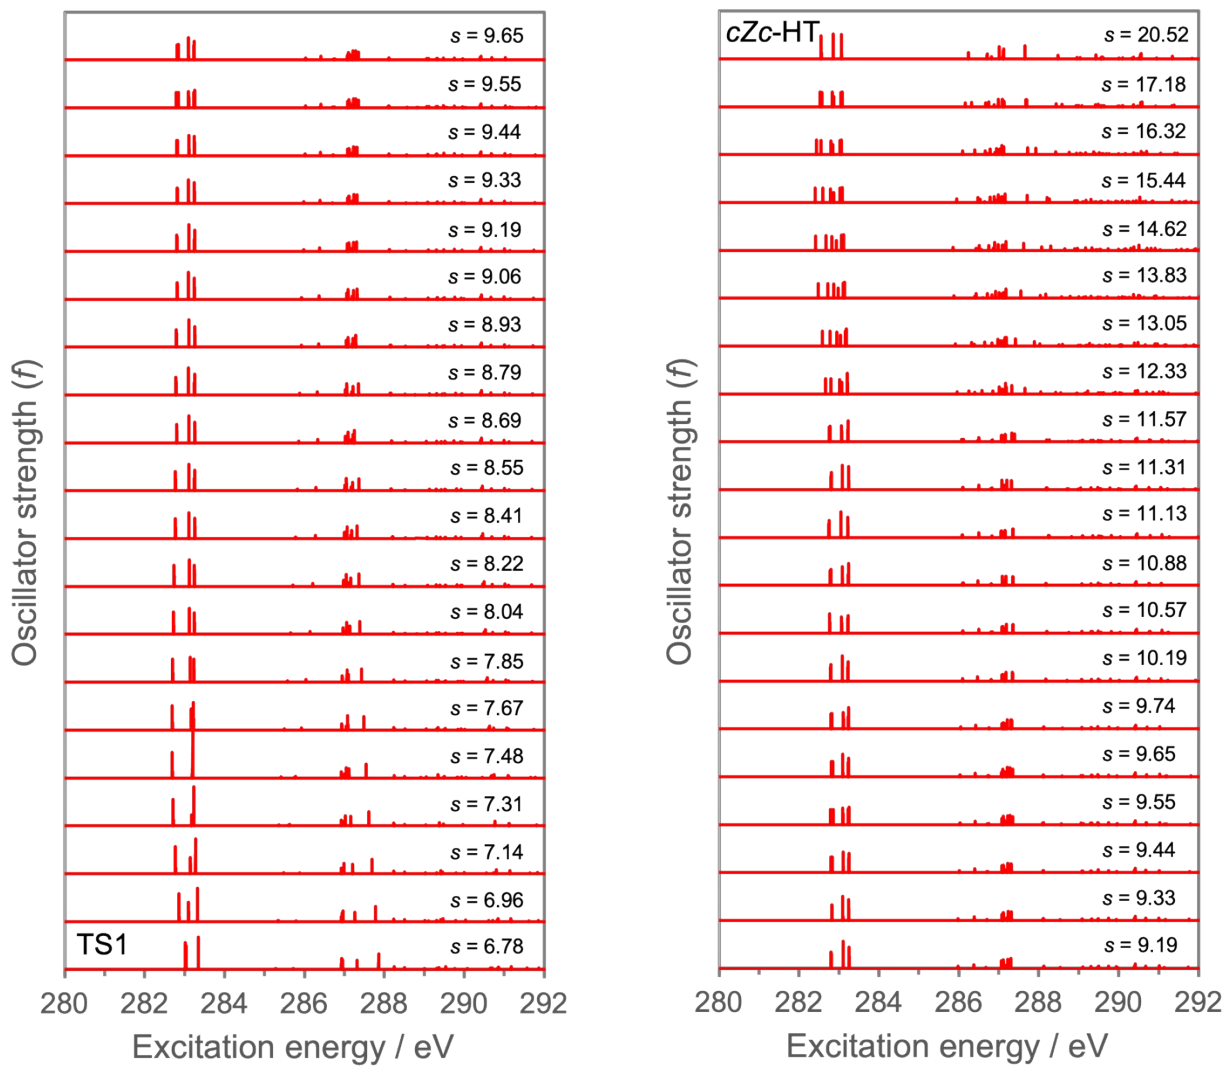 Oscillator strength (f)
s = 9.65
s = 9.55
s = 9.44
s = 9.33
s = 9.19
s = 9.06
s = 8.93
s = 8.79
s = 8.69
s = 8.55
s = 8.41
s = 8.22
s = 8.04
s = 7.85
s = 7.67
s = 7.48
s = 7.31
s = 7.14
s = 6.96
TS1
s = 6.78
280 282 284 286 288 290 292
Excitation energy / eV
Oscillator strength (f)
cZc-HT
s = 20.52
s = 17.18
s = 16.32
s = 15.44
s = 14.62
s = 13.83
s = 13.05
s = 12.33
s = 11.57
s = 11.31
s = 11.13
s = 10.88
s = 10.57
s = 10.19
s = 9.74
s = 9.65
s = 9.55
s = 9.44
s = 9.33
s = 9.19
280 282 284 286 288 290 292
Excitation energy / eV